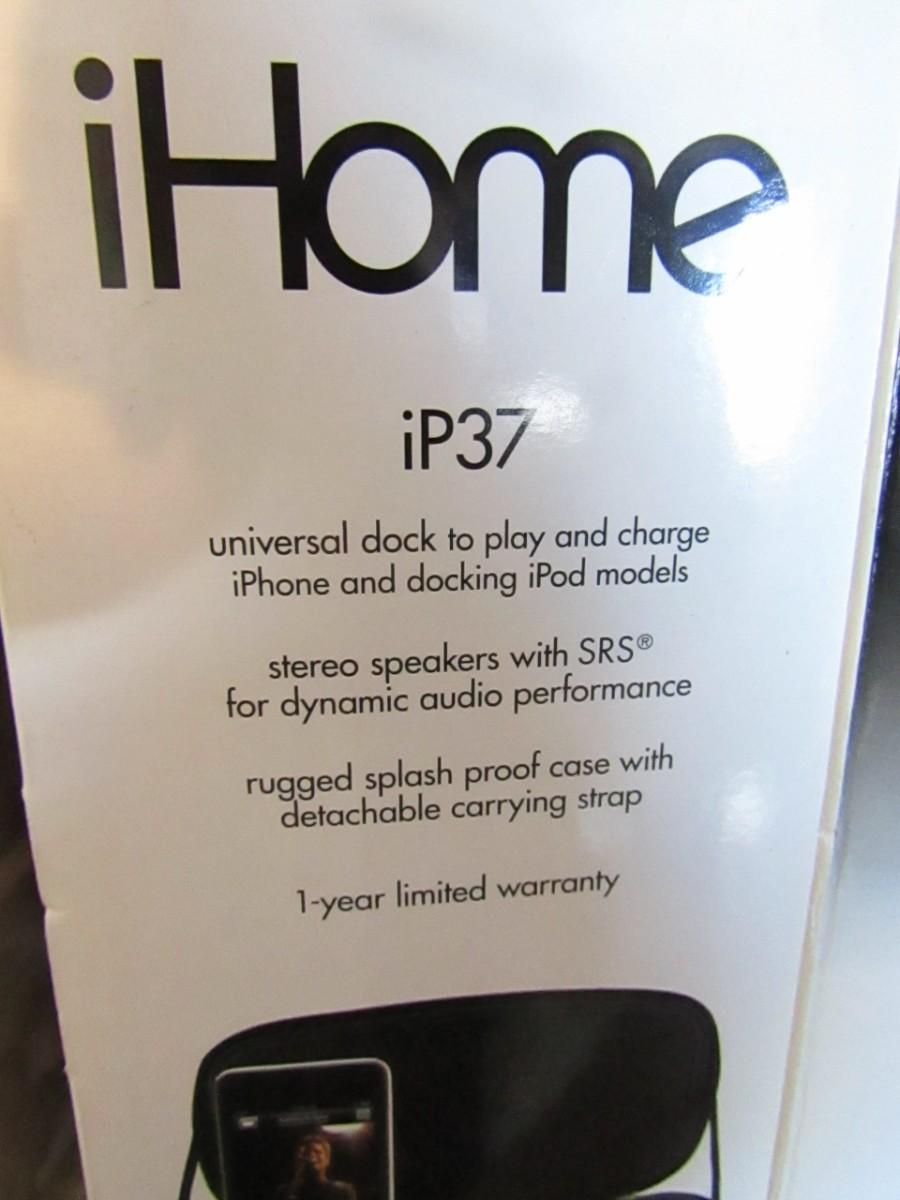 iHome
iP37
universal dock to play and charge
iPhone and docking iPod models
stereo speakers with SRS®
for dynamic audio performance
rugged splash proof case with
detachable carrying strap
1-year limited warranty